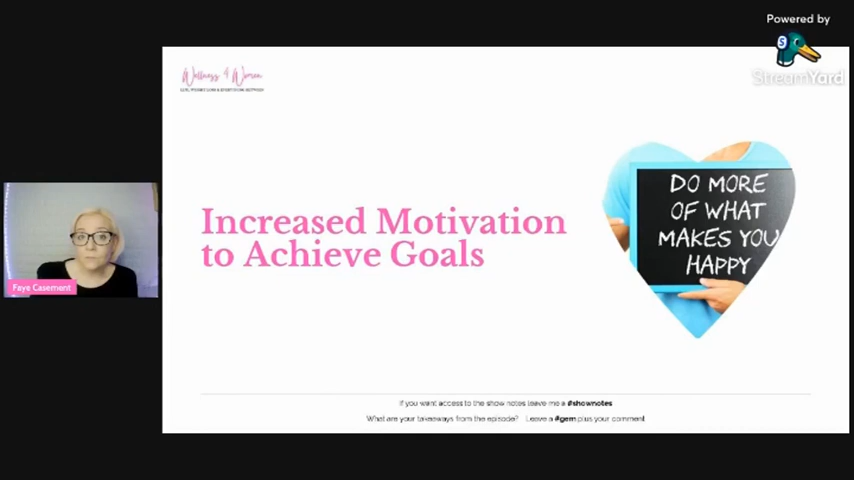 Powered by
StreamYard
Wellness 4 Women
Increased Motivation
to Achieve Goals
DO MORE
OF WHAT
MAKES YOU
HAPPY
Faye Casement
If you want access to the show notes leave me a #shownotes
What are your takeaways from the episode? Leave a #gem plus your comment